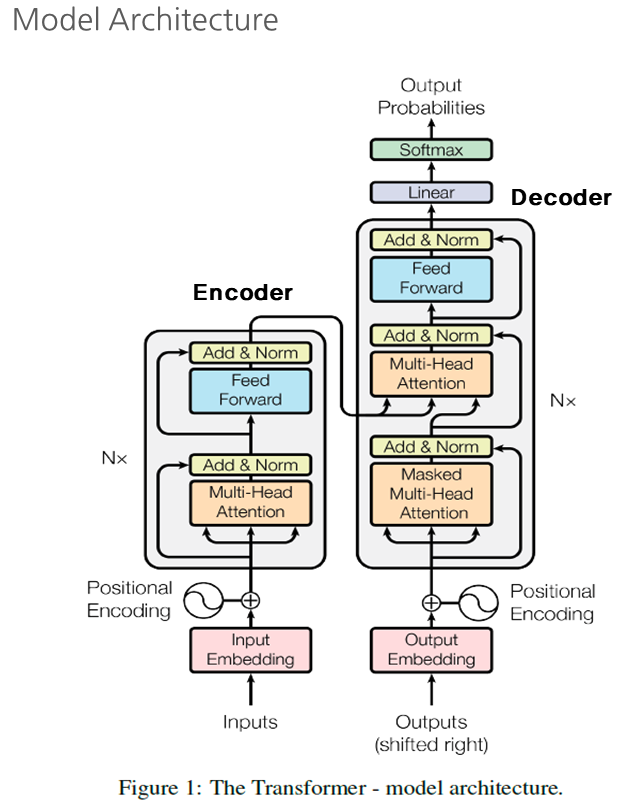 Model Architecture
Output
Probabilities
Softmax
Linear
Decoder
Add & Norm
Feed
Forward
Add & Norm
Multi-Head
Attention
Nx
Add & Norm
Masked
Multi-Head
Attention
Encoder
Add & Norm
Feed
Forward
Nx
Add & Norm
Multi-Head
Attention
Positional
Encoding
Positional
Encoding
Input
Embedding
Output
Embedding
Inputs
Outputs
(shifted right)
Figure 1: The Transformer - model architecture.